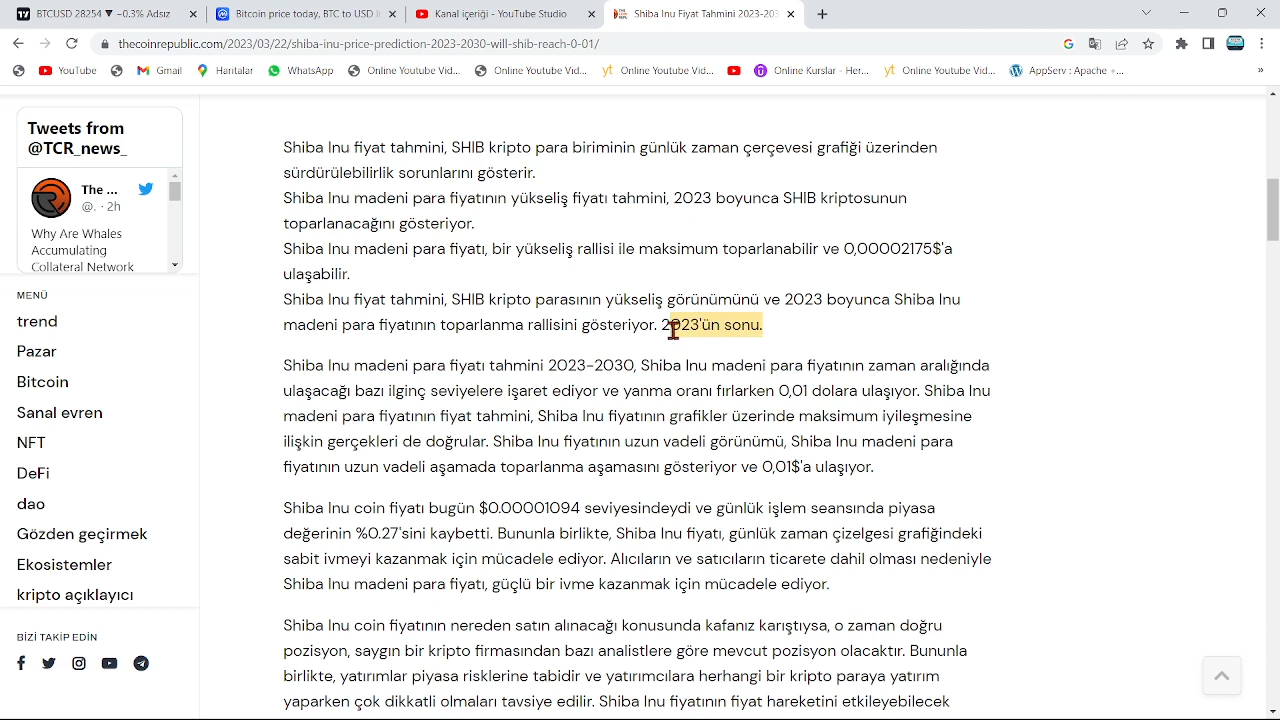 BTCUSD 28254 ▼ −0.3% Adsız
Bitcoin price today, BTC to USD li
Kanal içeriği - YouTube Studio
Shiba Inu Fiyat Tahmini 2023-203
thecoinrepublic.com/2023/03/22/shiba-inu-price-prediction-2023-2030-will-shib-reach-0-01/
YouTube
Gmail
Haritalar
WhatsApp
Online Youtube Vid...
Online Youtube Vid...
Online Youtube Vid...
Online Kurslar - Her...
Online Youtube Vid...
AppServ : Apache +...
»
Tweets from
@TCR_news_
The ...
@. · 2h
Why Are Whales
Accumulating
Collateral Network
MENÜ
trend
Pazar
Bitcoin
Sanal evren
NFT
DeFi
dao
Gözden geçirmek
Ekosistemler
kripto açıklayıcı
BİZİ TAKİP EDİN
Shiba Inu fiyat tahmini, SHIB kripto para biriminin günlük zaman çerçevesi grafiği üzerinden
sürdürülebilirlik sorunlarını gösterir.
Shiba Inu madeni para fiyatının yükseliş fiyatı tahmini, 2023 boyunca SHIB kriptosunun
toparlanacağını gösteriyor.
Shiba Inu madeni para fiyatı, bir yükseliş rallisi ile maksimum toparlanabilir ve 0,00002175$'a
ulaşabilir.
Shiba Inu fiyat tahmini, SHIB kripto parasının yükseliş görünümünü ve 2023 boyunca Shiba Inu
madeni para fiyatının toparlanma rallisini gösteriyor. 2023'ün sonu.
Shiba Inu madeni para fiyatı tahmini 2023-2030, Shiba Inu madeni para fiyatının zaman aralığında
ulaşacağı bazı ilginç seviyelere işaret ediyor ve yanma oranı fırlarken 0,01 dolara ulaşıyor. Shiba Inu
madeni para fiyatının fiyat tahmini, Shiba Inu fiyatının grafikler üzerinde maksimum iyileşmesine
ilişkin gerçekleri de doğrular. Shiba Inu fiyatının uzun vadeli görünümü, Shiba Inu madeni para
fiyatının uzun vadeli aşamada toparlanma aşamasını gösteriyor ve 0,01$'a ulaşıyor.
Shiba Inu coin fiyatı bugün $0.00001094 seviyesindeydi ve günlük işlem seansında piyasa
değerinin %0.27'sini kaybetti. Bununla birlikte, Shiba Inu fiyatı, günlük zaman çizelgesi grafiğindeki
sabit ivmeyi kazanmak için mücadele ediyor. Alıcıların ve satıcıların ticarete dahil olması nedeniyle
Shiba Inu madeni para fiyatı, güçlü bir ivme kazanmak için mücadele ediyor.
Shiba Inu coin fiyatının nereden satın alınacağı konusunda kafanız karıştıysa, o zaman doğru
pozisyon, saygın bir kripto firmasından bazı analistlere göre mevcut pozisyon olacaktır. Bununla
birlikte, yatırımlar piyasa risklerine tabidir ve yatırımcılara herhangi bir kripto paraya yatırım
yaparken çok dikkatli olmaları tavsiye edilir. Shiba Inu fiyatının fiyat hareketini etkileyebilecek